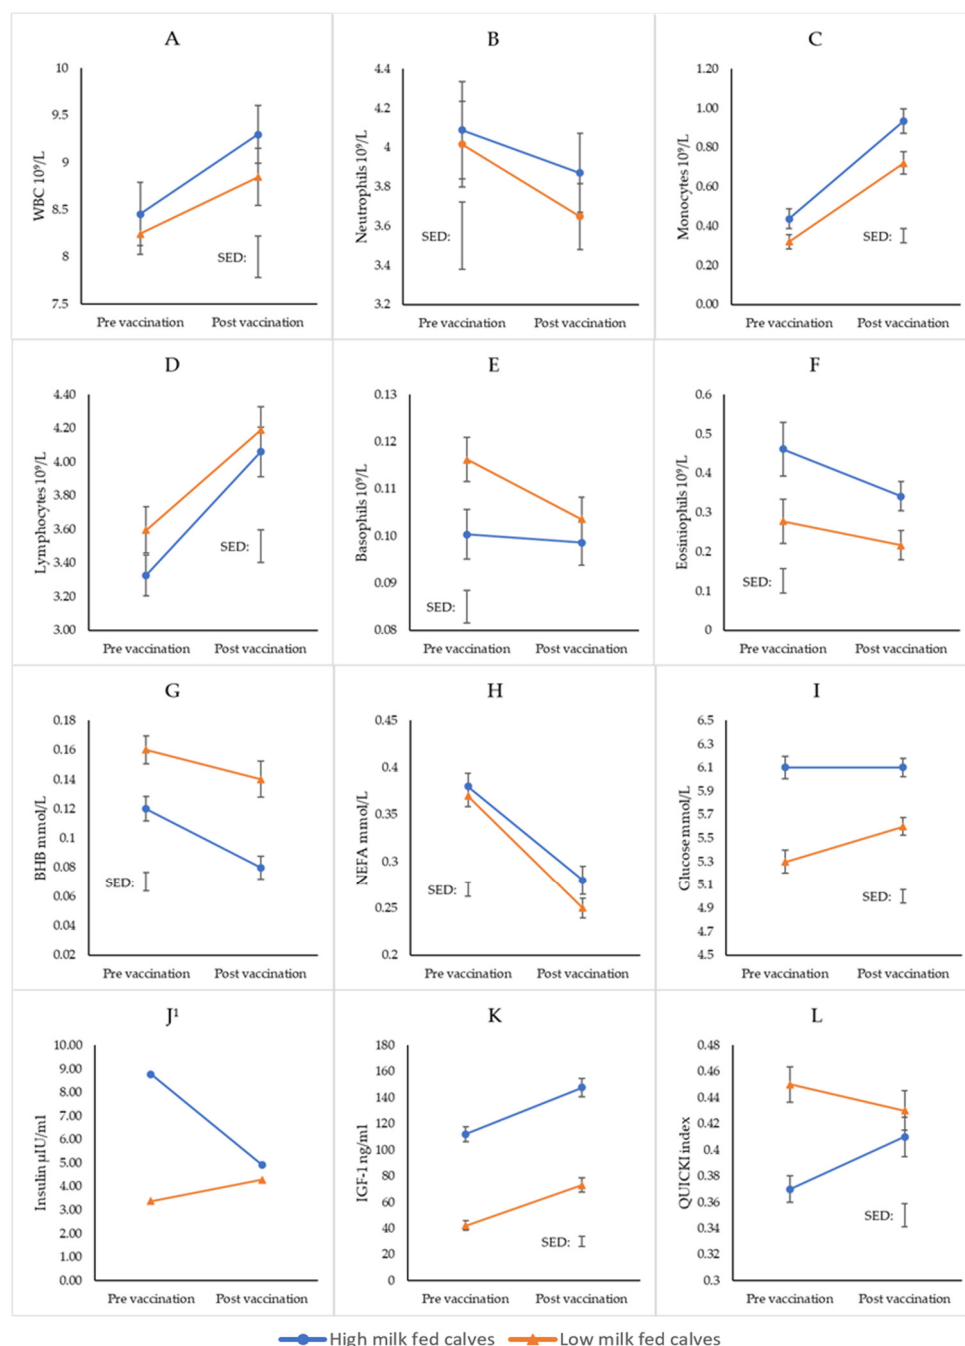 A
WBC 10⁹/L
10
9.5
9
8.5
8
7.5
SED:
Pre vaccination Post vaccination
B
Neutrophils 10⁹/L
4.4
4.2
4
3.8
3.6
3.4
3.2
SED:
Pre vaccination Post vaccination
C
Monocytes 10⁹/L
1.20
1.00
0.80
0.60
0.40
0.20
0.00
SED:
Pre vaccination Post vaccination
D
Lymphocytes 10⁹/L
4.40
4.20
4.00
3.80
3.60
3.40
3.20
3.00
SED:
Pre vaccination Post vaccination
E
Basophils 10⁹/L
0.13
0.12
0.11
0.10
0.09
0.08
SED:
Pre vaccination Post vaccination
F
Eosiniophils 10⁹/L
0.6
0.5
0.4
0.3
0.2
0.1
0
SED:
Pre vaccination Post vaccination
G
BHB mmol/L
0.18
0.16
0.14
0.12
0.1
0.08
0.06
0.04
0.02
SED:
Pre vaccination Post vaccination
H
NEFA mmol/L
0.45
0.4
0.35
0.3
0.25
0.2
SED:
Pre vaccination Post vaccination
I
Glucose mmol/L
6.5
6.3
6.1
5.9
5.7
5.5
5.3
5.1
4.9
4.7
4.5
SED:
Pre vaccination Post vaccination
J¹
Insulin µIU/ml
10.00
9.00
8.00
7.00
6.00
5.00
4.00
3.00
2.00
1.00
0.00
Pre vaccination Post vaccination
K
IGF-1 ng/ml
180
160
140
120
100
80
60
40
20
0
SED:
Pre vaccination Post vaccination
L
QUICKI index
0.48
0.46
0.44
0.42
0.4
0.38
0.36
0.34
0.32
0.3
SED:
Pre vaccination Post vaccination
High milk fed calves Low milk fed calves